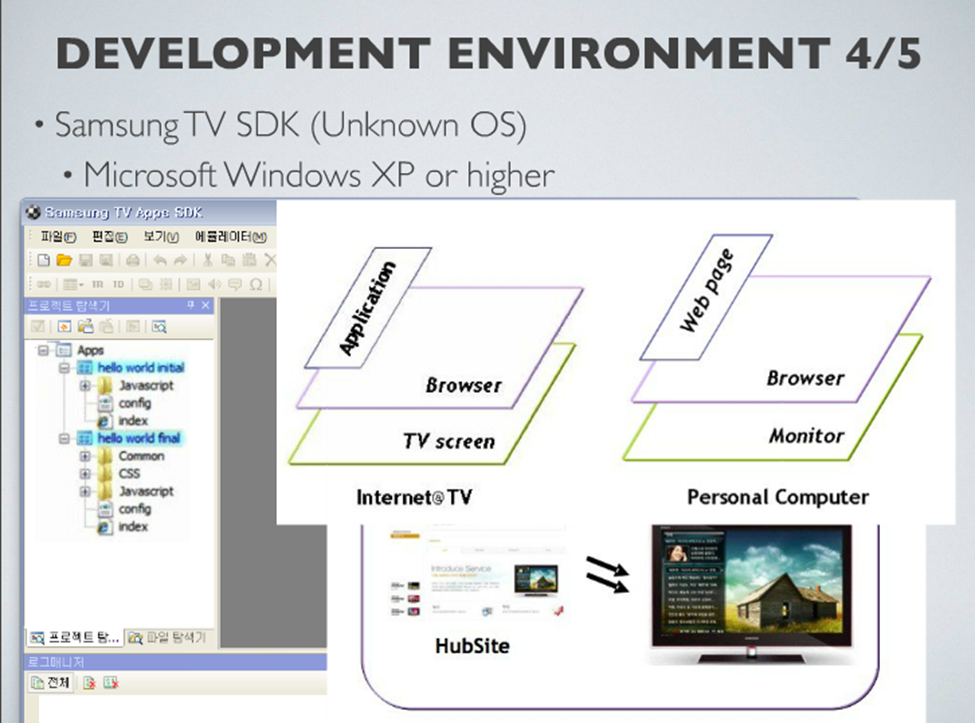 DEVELOPMENT ENVIRONMENT 4/5
• Samsung TV SDK (Unknown OS)
• Microsoft Windows XP or higher
Samsung TV Apps SDK
파일(F) 편집(E) 보기(V) 에뮬레이터(M)
프로젝트 탐색기
Apps
hello world initial
Javascript
config
index
hello world final
Common
CSS
Javascript
config
index
프로젝트 탐... 파일 탐색기
로그매니저
전체
Application
Browser
TV screen
Internet@TV
Web page
Browser
Monitor
Personal Computer
Introduce Service
HubSite